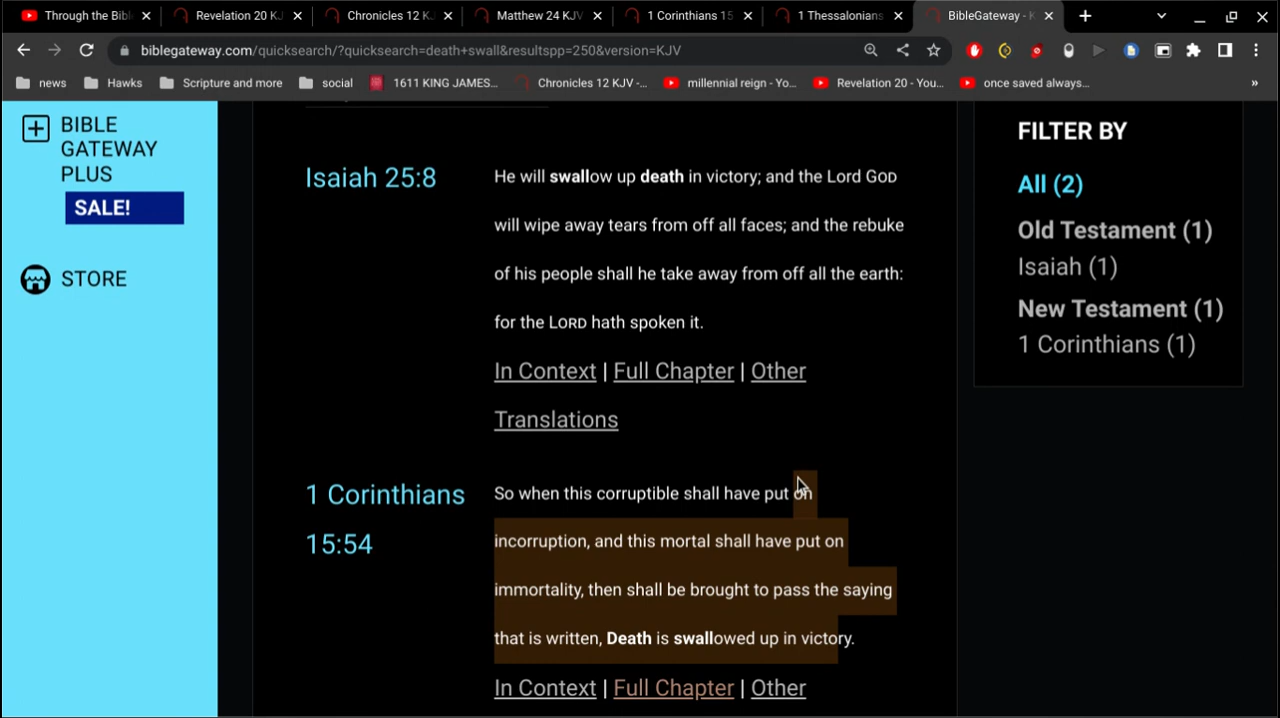 Through the Bibl
Revelation 20 KJ
Chronicles 12 KJ
Matthew 24 KJV
1 Corinthians 15
1 Thessalonians
BibleGateway - K
biblegateway.com/quicksearch/?quicksearch=death+swall&resultspp=250&version=KJV
news
Hawks
Scripture and more
social
1611 KING JAMES...
Chronicles 12 KJV -...
millennial reign - Yo...
Revelation 20 - You...
once saved always...
»
BIBLE
GATEWAY
PLUS
SALE!
STORE
Isaiah 25:8
He will swallow up death in victory; and the Lord GOD
will wipe away tears from off all faces; and the rebuke
of his people shall he take away from off all the earth:
for the LORD hath spoken it.
In Context | Full Chapter | Other
Translations
1 Corinthians
15:54
So when this corruptible shall have put on
incorruption, and this mortal shall have put on
immortality, then shall be brought to pass the saying
that is written, Death is swallowed up in victory.
In Context | Full Chapter | Other
FILTER BY
All (2)
Old Testament (1)
Isaiah (1)
New Testament (1)
1 Corinthians (1)